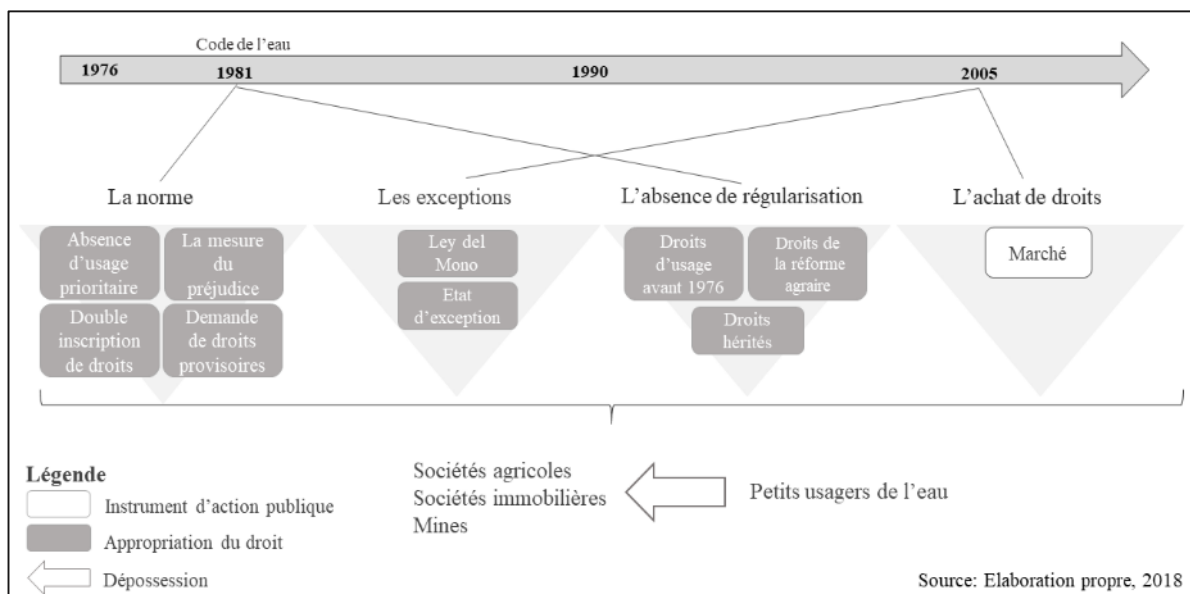 Code de l'eau
1976 1981 1990 2005
La norme
Les exceptions
L'absence de régularisation
L'achat de droits
Absence
d'usage
prioritaire
La mesure
du
préjudice
Double
inscription
de droits
Demande
de droits
provisoires
Ley del
Mono
Etat
d'exception
Droits
d'usage
avant 1976
Droits de
la réforme
agraire
Droits
hérités
Marché
Légende
Instrument d'action publique
Appropriation du droit
Dépossession
Sociétés agricoles
Sociétés immobilières
Mines
Petits usagers de l'eau
Source: Elaboration propre, 2018